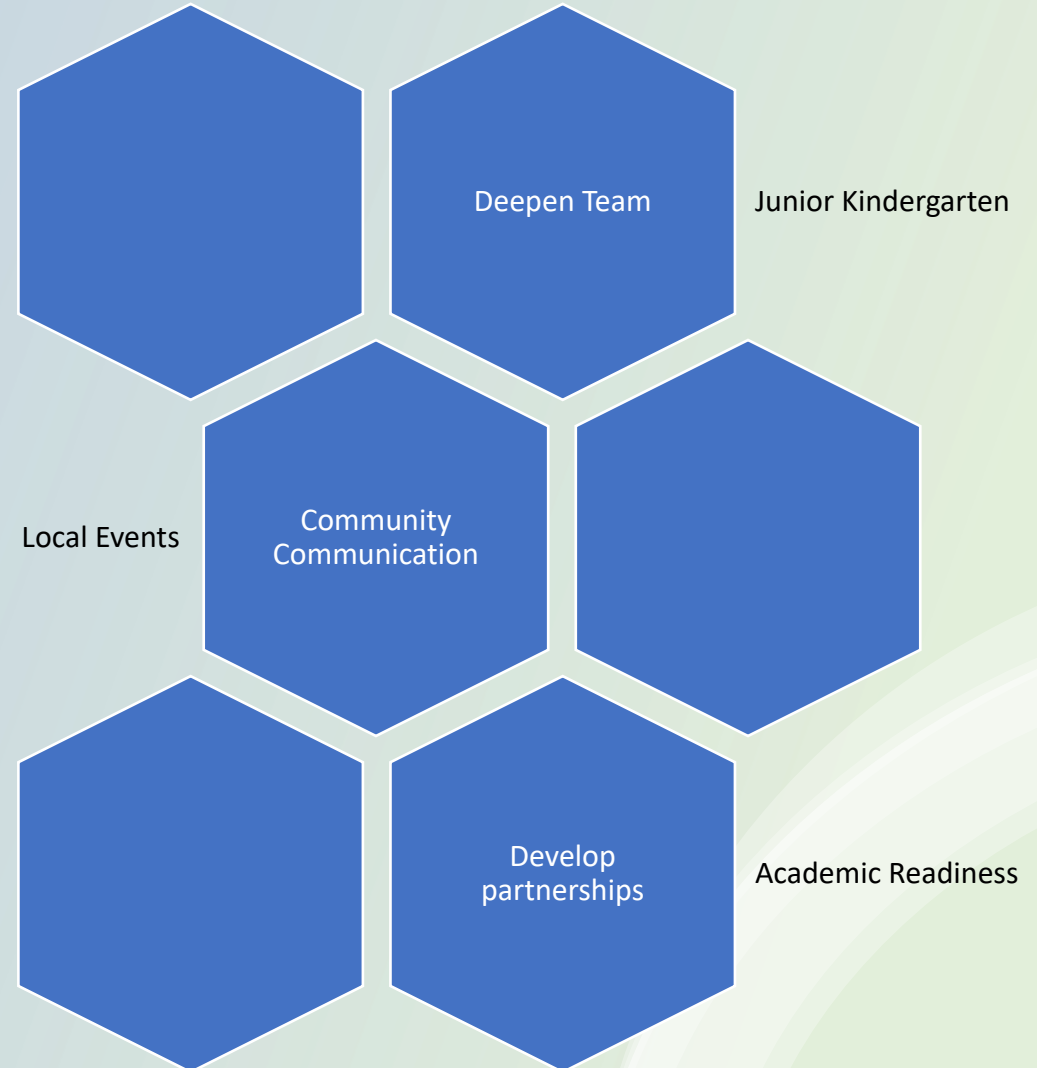 Deepen Team
Junior Kindergarten
Local Events
Community
Communication
Develop
partnerships
Academic Readiness